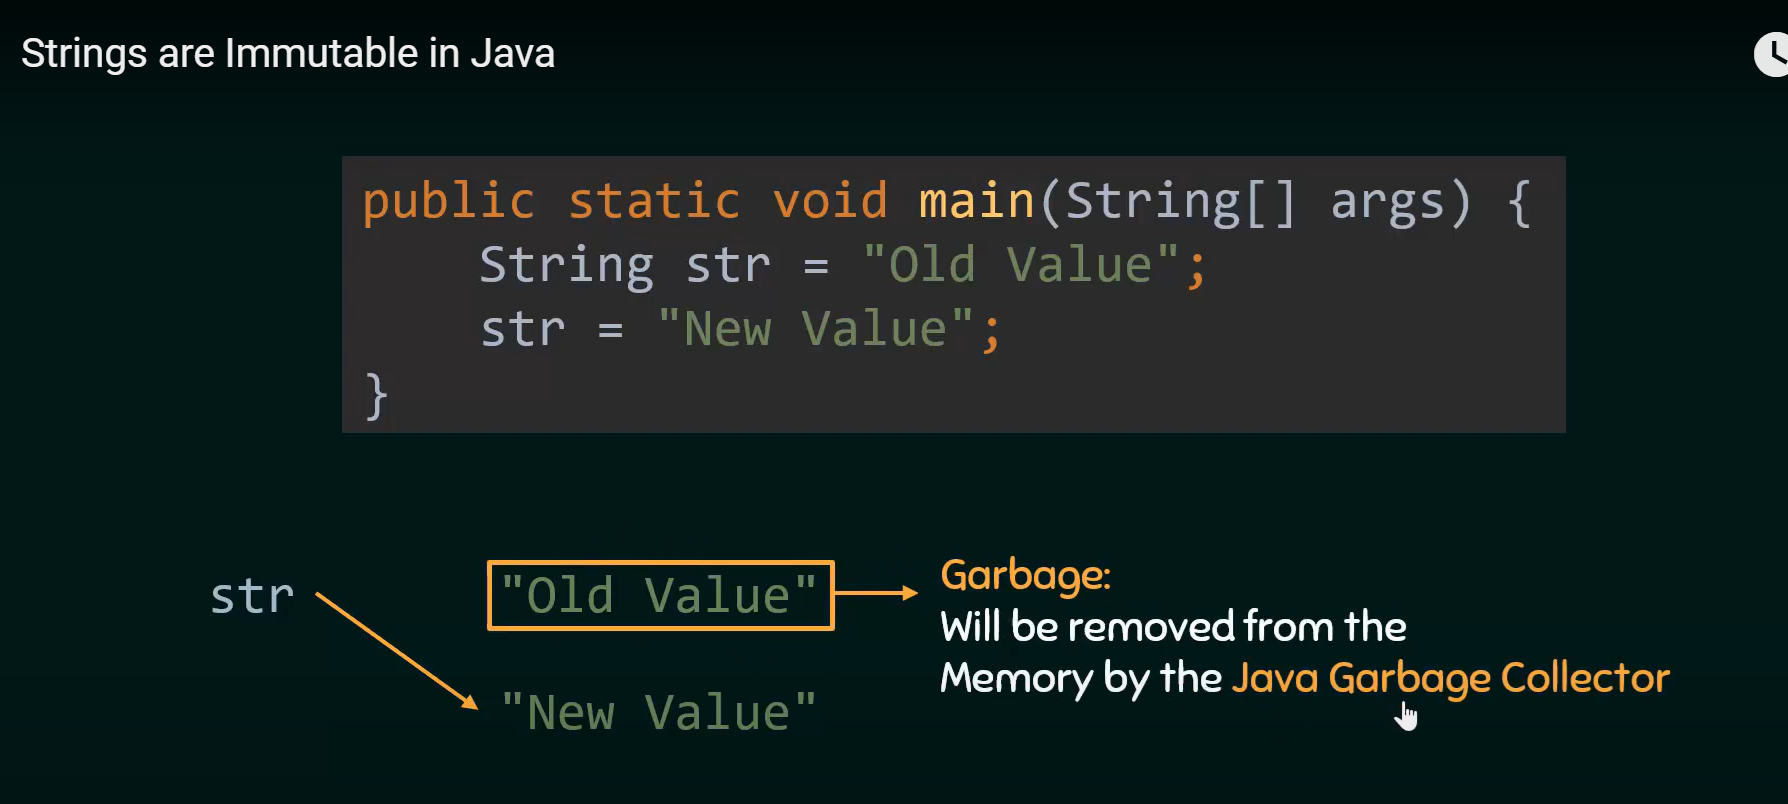 Strings are Immutable in Java
public static void main(String[] args) {
    String str = "Old Value";
    str = "New Value";
}
str
"Old Value"
Garbage:
Will be removed from the
Memory by the Java Garbage Collector
"New Value"